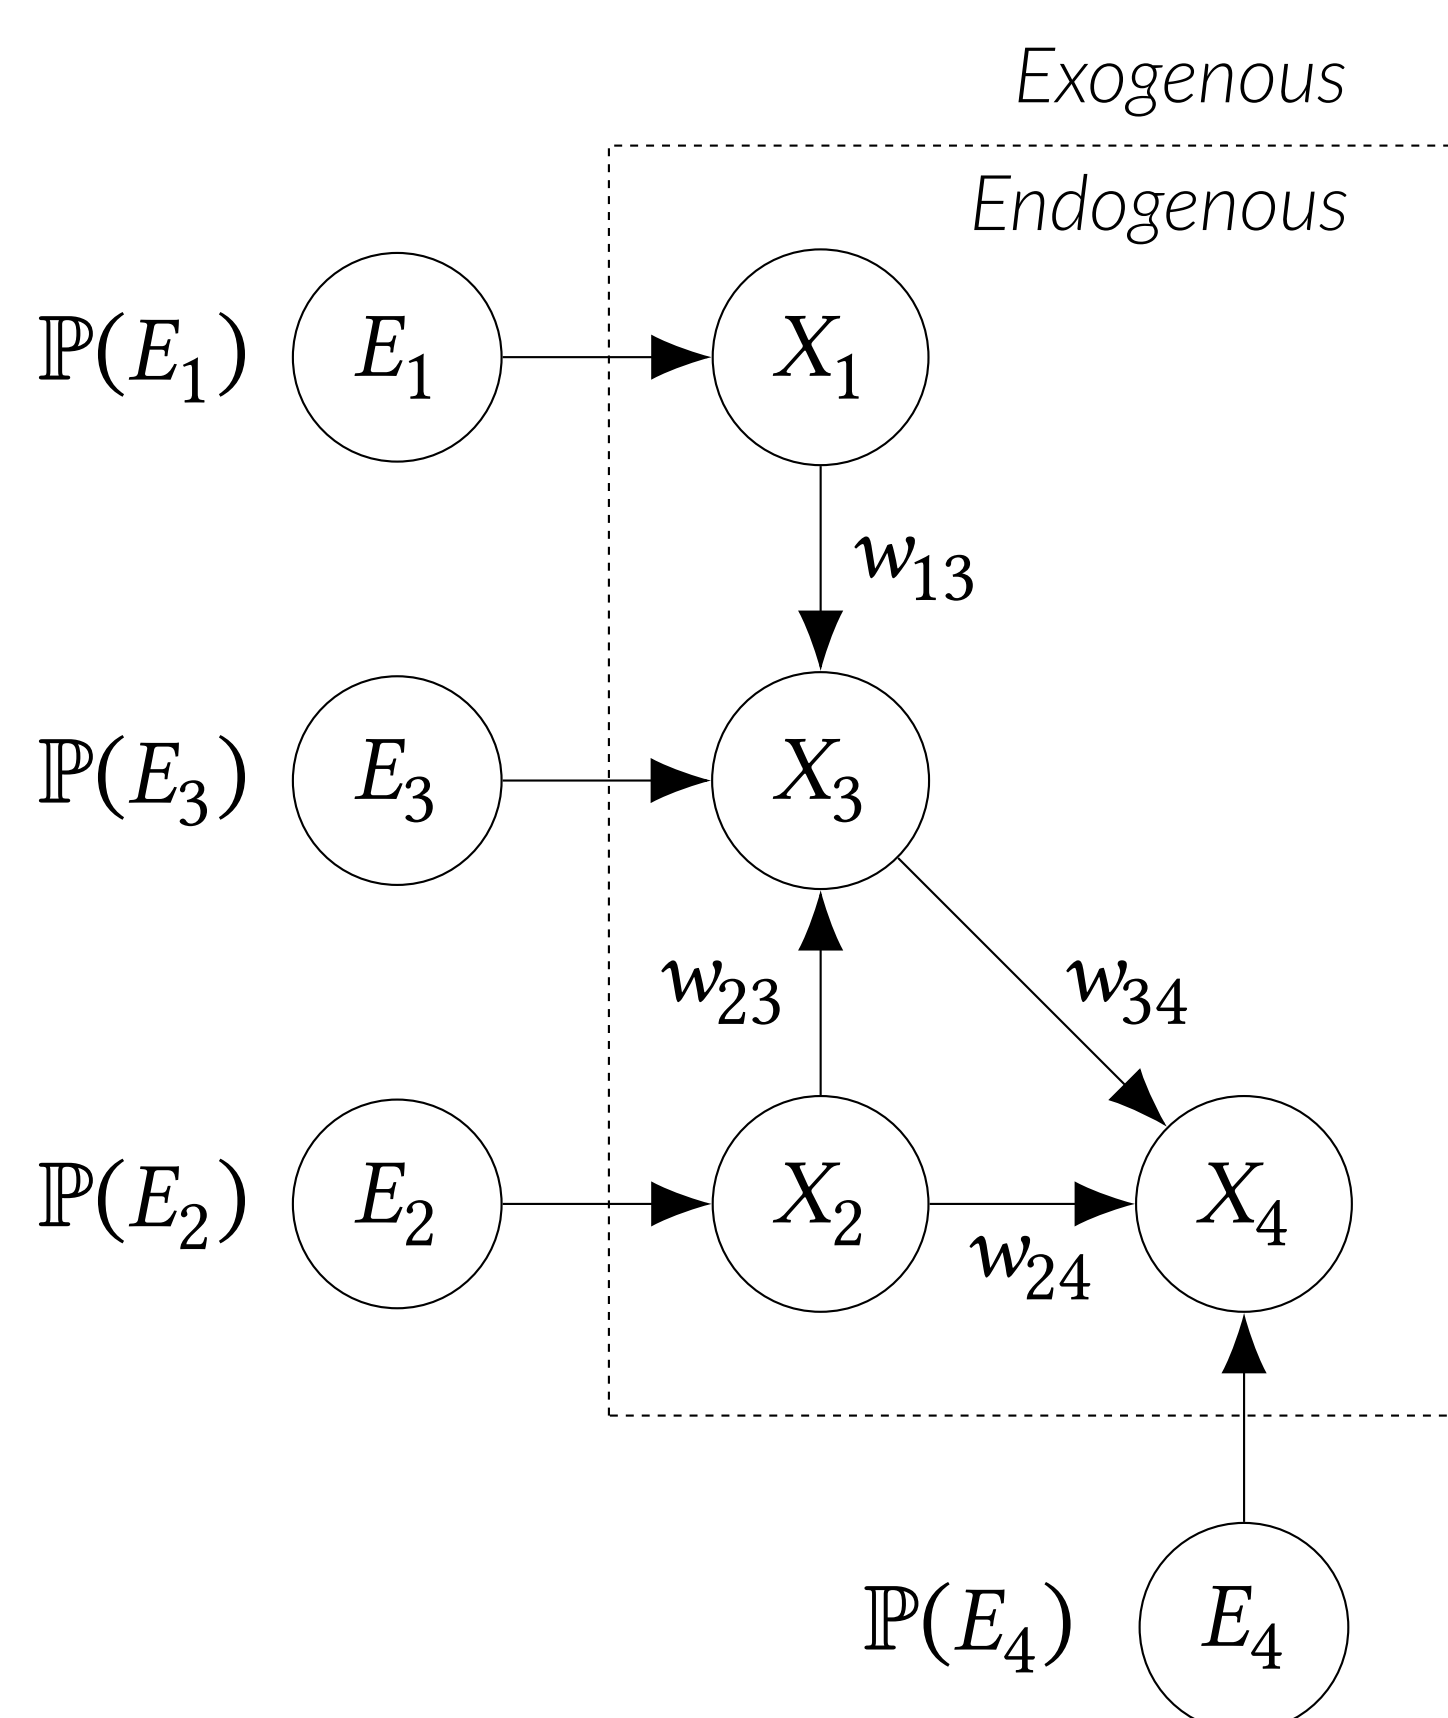 Exogenous
Endogenous
ℙ(E₁) E₁ X₁
w₁₃
ℙ(E₃) E₃ X₃
w₂₃ w₃₄
ℙ(E₂) E₂ X₂ X₄
w₂₄
ℙ(E₄) E₄